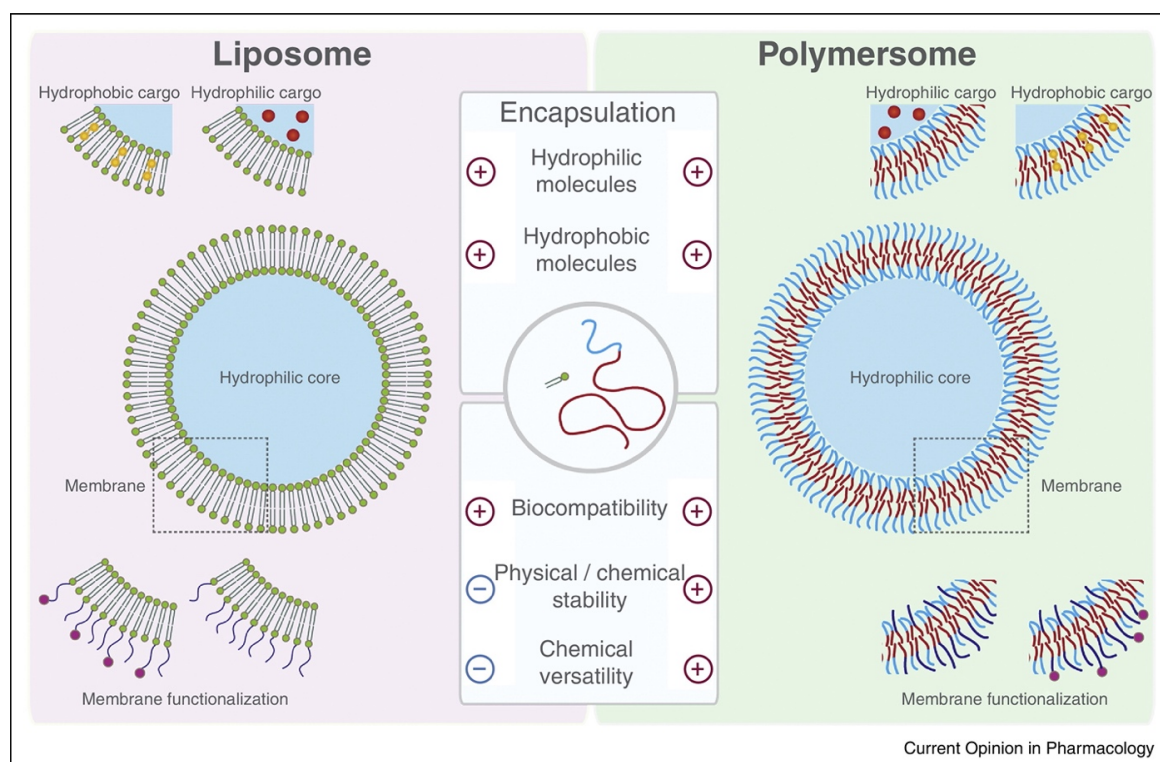 Liposome
Hydrophobic cargo
Hydrophilic cargo
Hydrophilic core
Membrane
Membrane functionalization
Encapsulation
Hydrophilic
molecules
Hydrophobic
molecules
Biocompatibility
Physical / chemical
stability
Chemical
versatility
Polymersome
Hydrophilic cargo
Hydrophobic cargo
Hydrophilic core
Membrane
Membrane functionalization
Current Opinion in Pharmacology